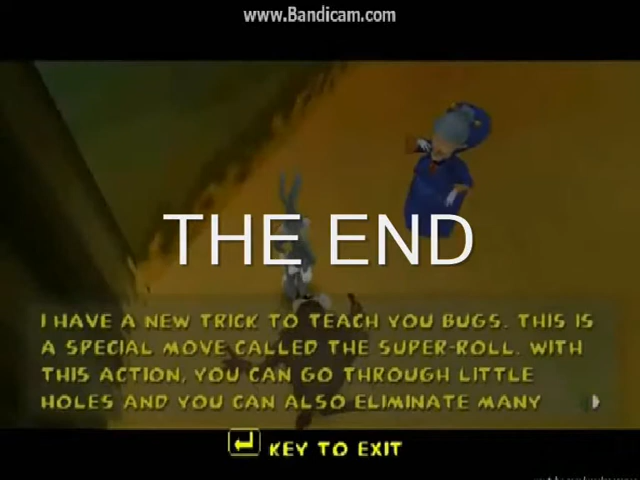 www.Bandicam.com
THE END
I HAVE A NEW TRICK TO TEACH YOU BUGS. THIS IS
A SPECIAL MOVE CALLED THE SUPER-ROLL. WITH
THIS ACTION, YOU CAN GO THROUGH LITTLE
HOLES AND YOU CAN ALSO ELIMINATE MANY
KEY TO EXIT